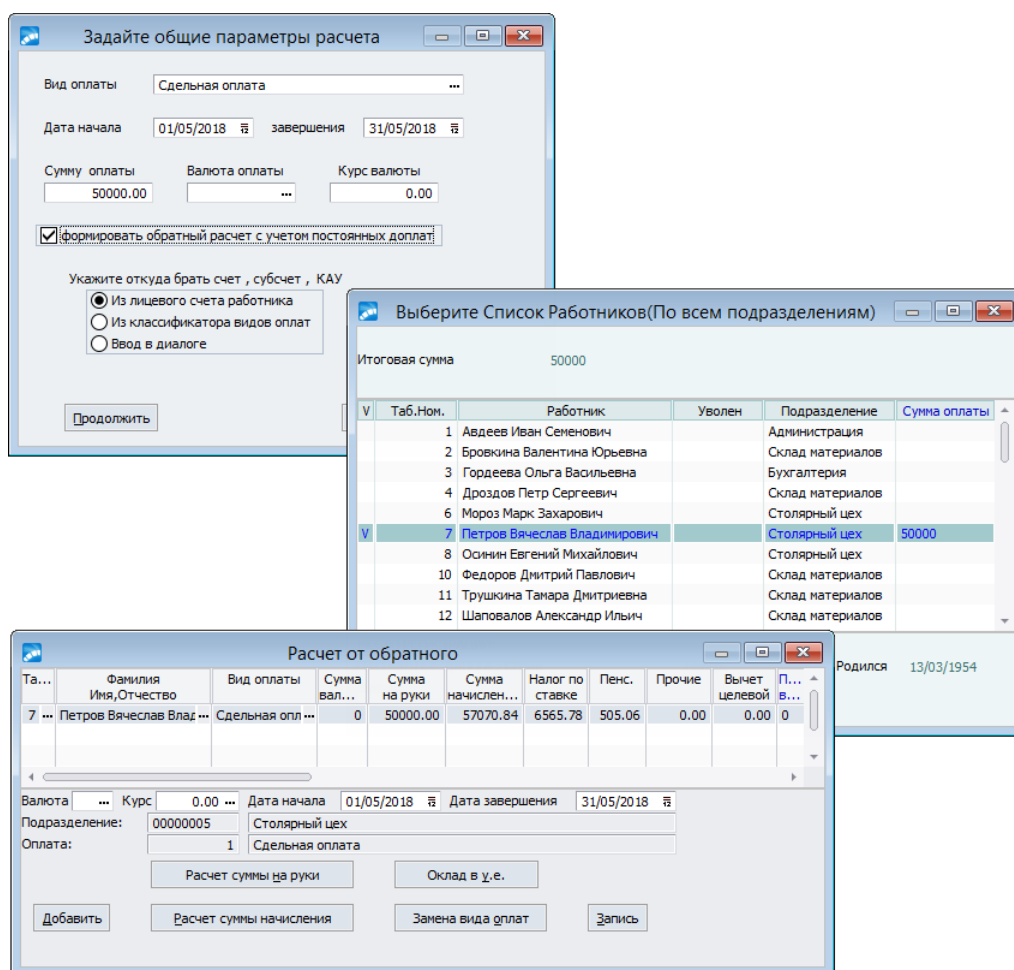 Задайте общие параметры расчета
Вид оплаты Сдельная оплата ...
Дата начала 01/05/2018 завершения 31/05/2018
Сумму оплаты Валюта оплаты Курс валюты
50000.00 ... 0.00
формировать обратный расчет с учетом постоянных доплат
Укажите откуда брать счет , субсчет , КАУ
Из лицевого счета работника
Из классификатора видов оплат
Ввод в диалоге
Продолжить
Выберите Список Работников(По всем подразделениям)
Итоговая сумма 50000
V Таб.Ном. Работник Уволен Подразделение Сумма оплаты
1 Авдеев Иван Семенович Администрация
2 Бровкина Валентина Юрьевна Склад материалов
3 Гордеева Ольга Васильевна Бухгалтерия
4 Дроздов Петр Сергеевич Склад материалов
6 Мороз Марк Захарович Столярный цех
V 7 Петров Вячеслав Владимирович Столярный цех 50000
8 Осинин Евгений Михайлович Столярный цех
10 Федоров Дмитрий Павлович Склад материалов
11 Трушкина Тамара Дмитриевна Склад материалов
12 Шаповалов Александр Ильич Склад материалов
Родился 13/03/1954
Расчет от обратного
Та... Фамилия Имя,Отчество Вид оплаты Сумма вал... Сумма на руки Сумма начислен... Налог по ставке Пенс. Прочие Вычет целевой П... в...
7 ... Петров Вячеслав Влад ... Сдельная опл ... 0 50000.00 57070.84 6565.78 505.06 0.00 0.00 0
Валюта ... Курс 0.00 ... Дата начала 01/05/2018 Дата завершения 31/05/2018
Подразделение: 00000005 Столярный цех
Оплата: 1 Сдельная оплата
Расчет суммы на руки Оклад в у.е.
Добавить Расчет суммы начисления Замена вида оплат Запись